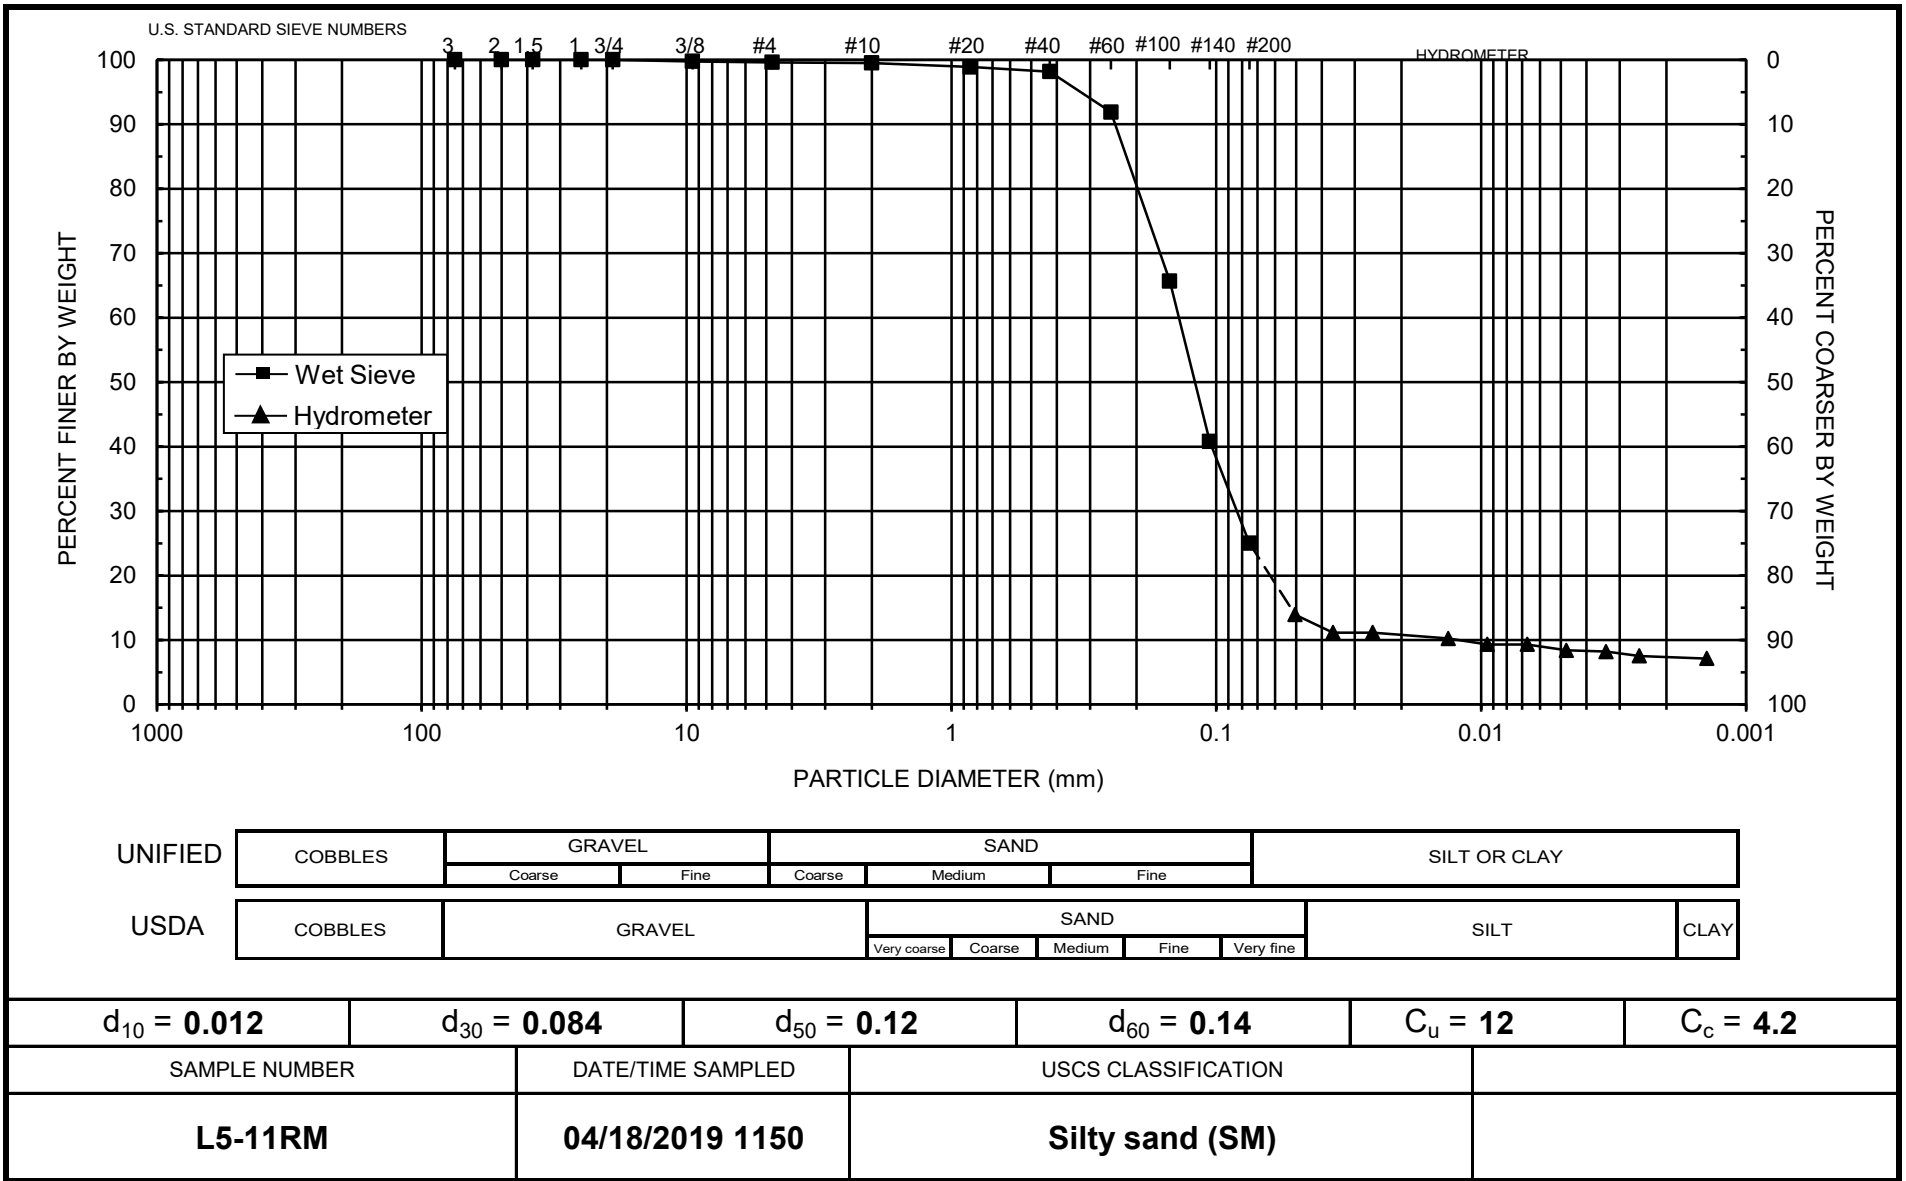 U.S. STANDARD SIEVE NUMBERS
3 2 1.5 1 3/4 3/8 #4 #10 #20 #40 #60 #100 #140 #200
HYDROMETER
100 0
90 10
80 20
70 30
60 40
50 50
40 60
30 70
20 80
10 90
0 100
PERCENT FINER BY WEIGHT
PERCENT COARSER BY WEIGHT
Wet Sieve
Hydrometer
1000 100 10 1 0.1 0.01 0.001
PARTICLE DIAMETER (mm)
UNIFIED
COBBLES GRAVEL SAND SILT OR CLAY
Coarse Fine Coarse Medium Fine
USDA
COBBLES GRAVEL SAND SILT CLAY
Very coarse Coarse Medium Fine Very fine
d10 = 0.012 d30 = 0.084 d50 = 0.12 d60 = 0.14 Cu = 12 Cc = 4.2
SAMPLE NUMBER DATE/TIME SAMPLED USCS CLASSIFICATION
L5-11RM 04/18/2019 1150 Silty sand (SM)